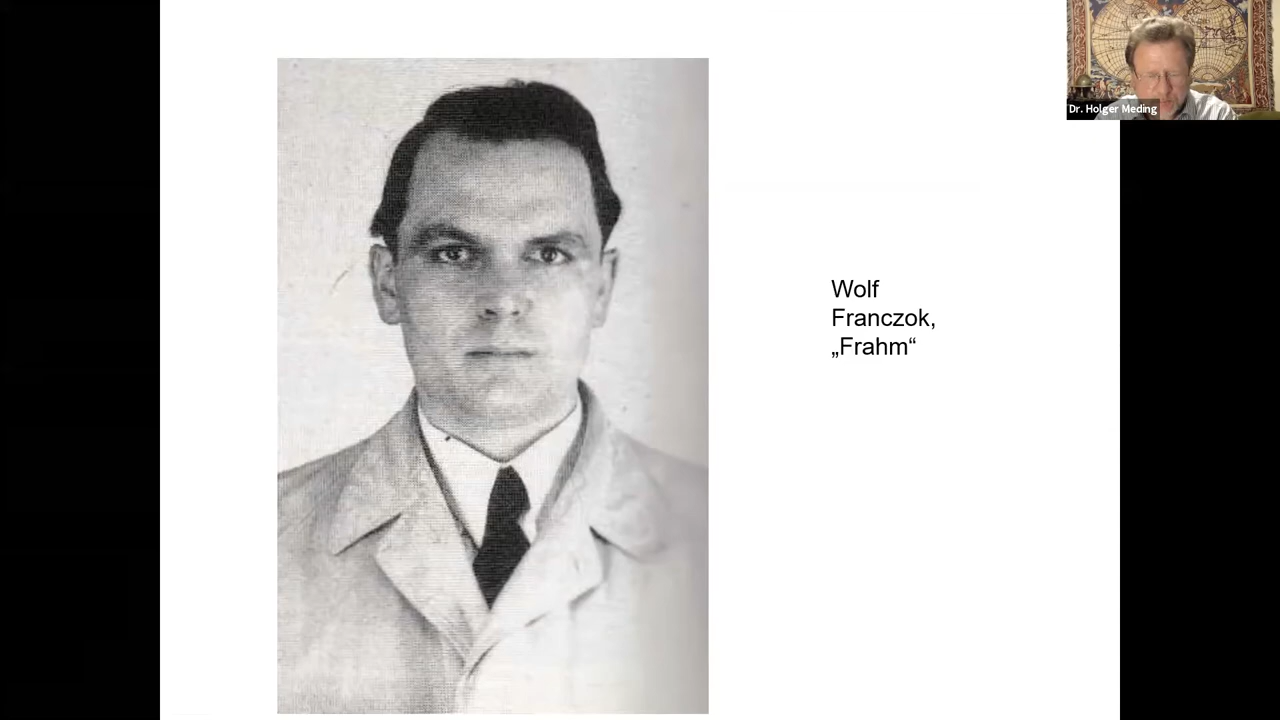 Dr. Holger Meding
Wolf
Franczok,
„Frahm“